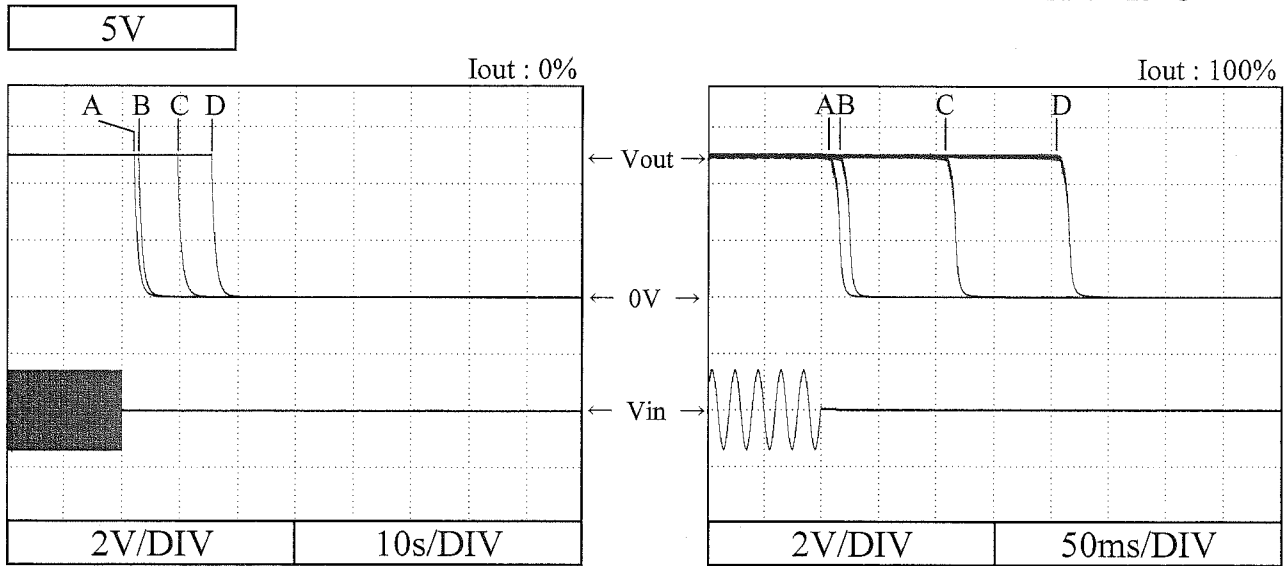 5V
Iout : 0%
A B C D
Iout : 100%
AB C D
← Vout →
← 0V →
← Vin →
2V/DIV 10s/DIV
2V/DIV 50ms/DIV